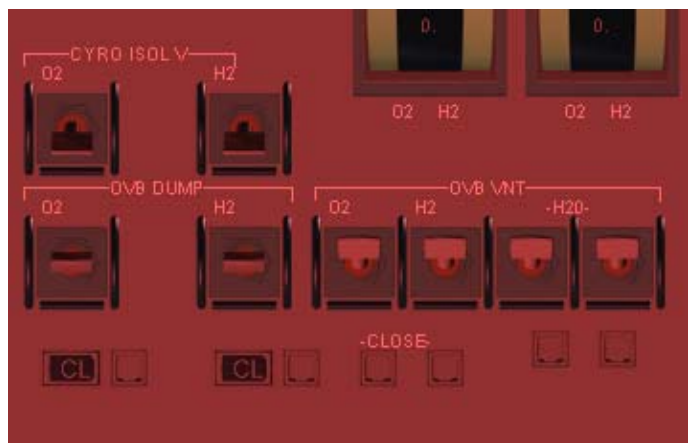 CYRO ISOL V
O2 H2
0. 0.
O2 H2 O2 H2
OVB DUMP
O2 H2
OVB VNT
O2 H2 -H20-
CL CL
-CLOSE-